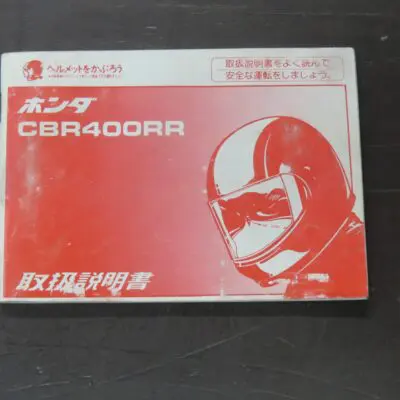 ヘルメットをかぶろう
取扱説明書をよく読んで
安全な運転をしましょう。
ホンダ
CBR400RR
取扱説明書